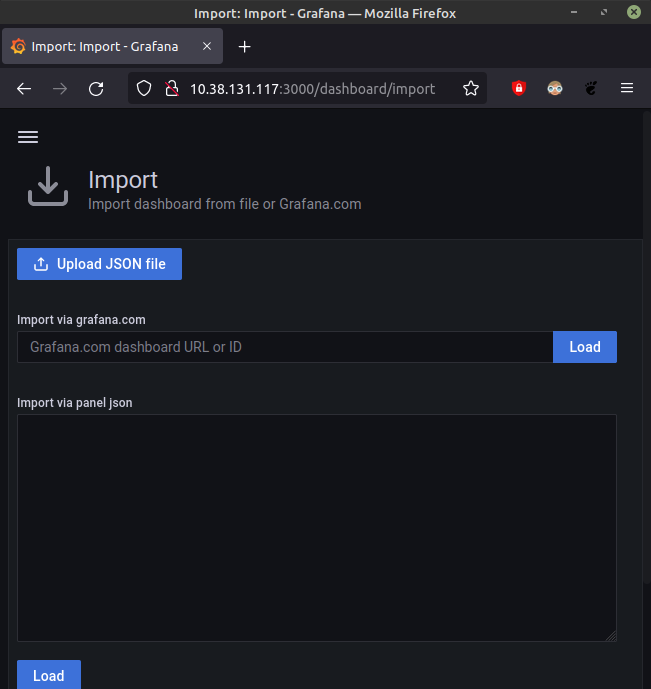 Import: Import - Grafana — Mozilla Firefox
Import: Import - Grafana
10.38.131.117:3000/dashboard/import
Import
Import dashboard from file or Grafana.com
Upload JSON file
Import via grafana.com
Grafana.com dashboard URL or ID
Load
Import via panel json
Load